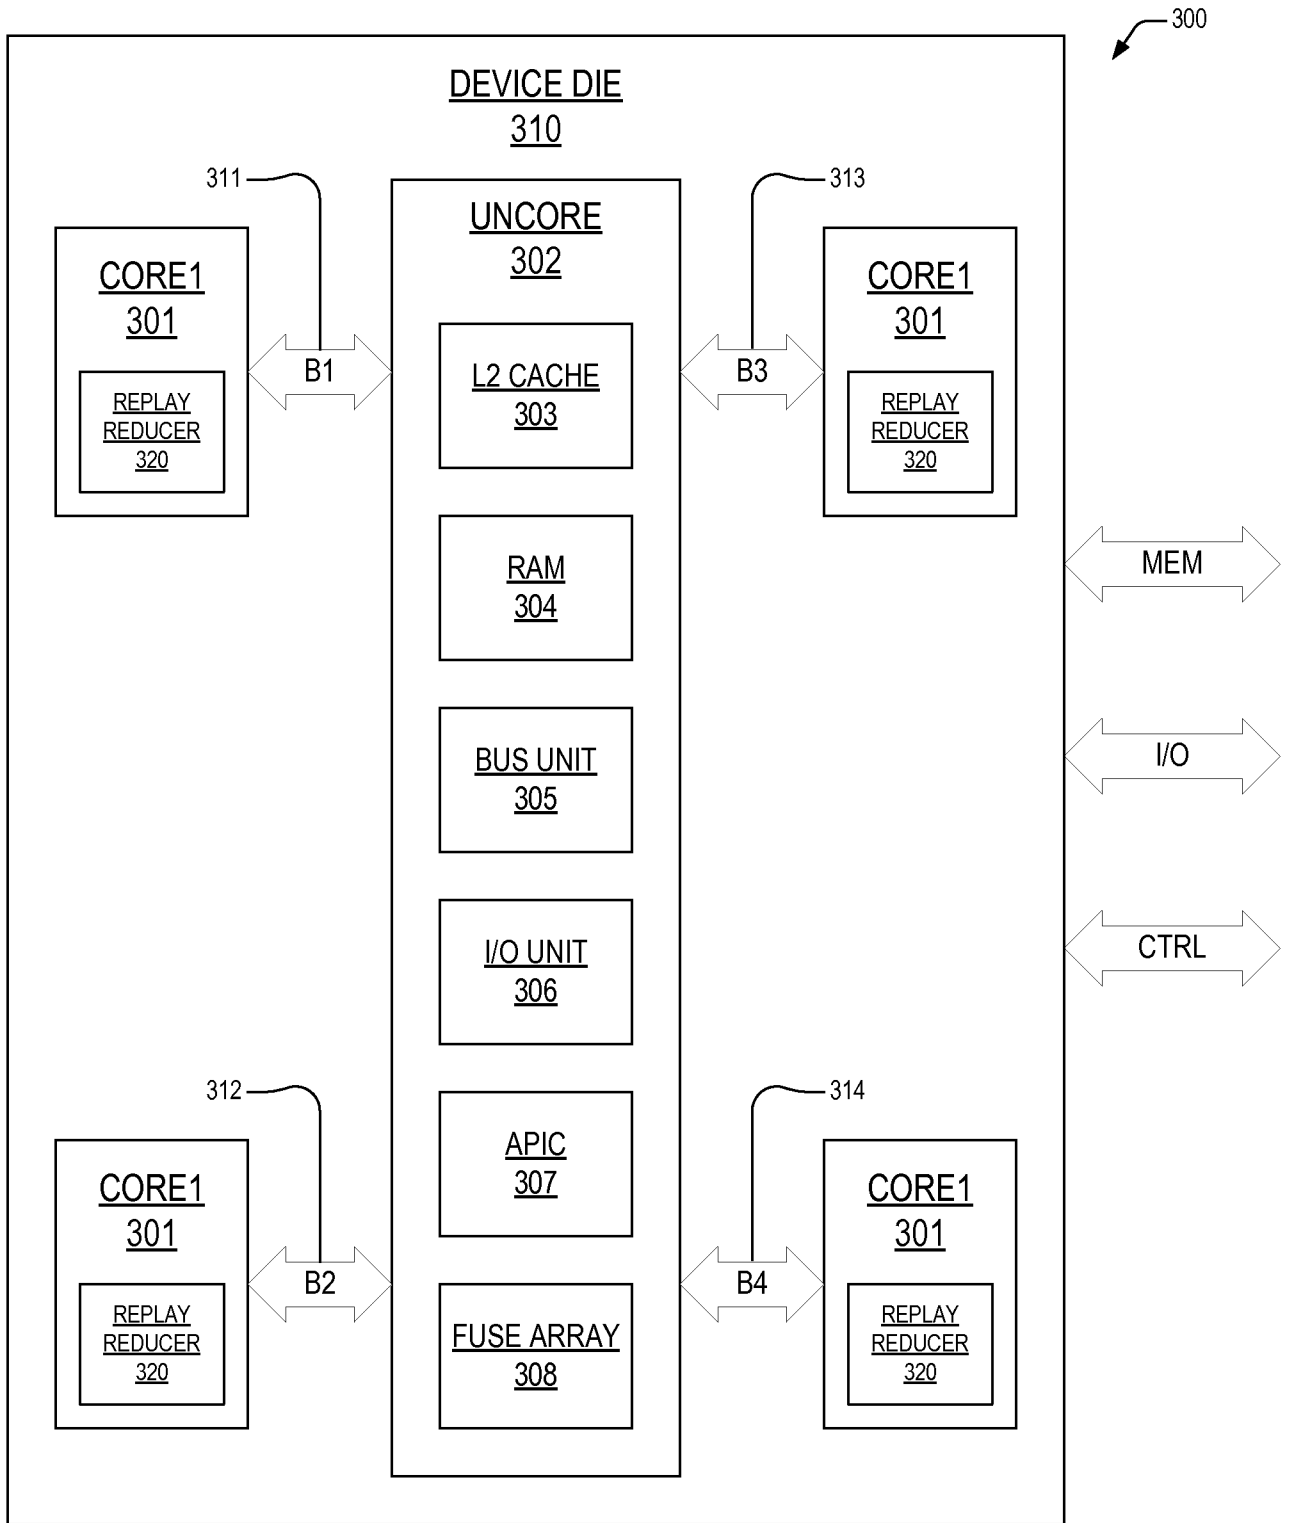 300
DEVICE DIE
310
311
313
UNCORE
302
CORE1
301
REPLAY
REDUCER
320
B1
L2 CACHE
303
B3
CORE1
301
REPLAY
REDUCER
320
RAM
304
MEM
BUS UNIT
305
I/O
I/O UNIT
306
CTRL
312
314
CORE1
301
REPLAY
REDUCER
320
B2
APIC
307
FUSE ARRAY
308
B4
CORE1
301
REPLAY
REDUCER
320